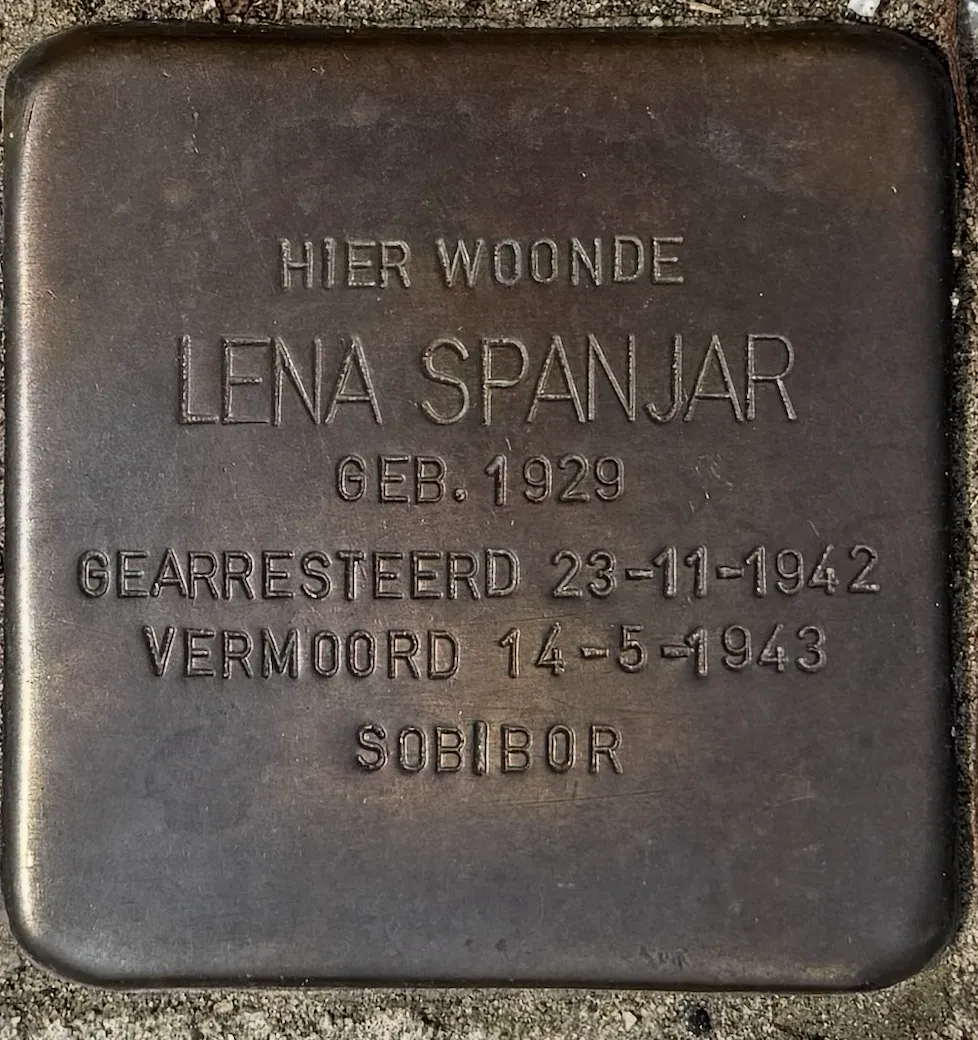 HIER WOONDE
LENA SPANJAR
GEB. 1929
GEARRESTEERD 23-11-1942
VERMOORD 14-5-1943
SOBIBOR